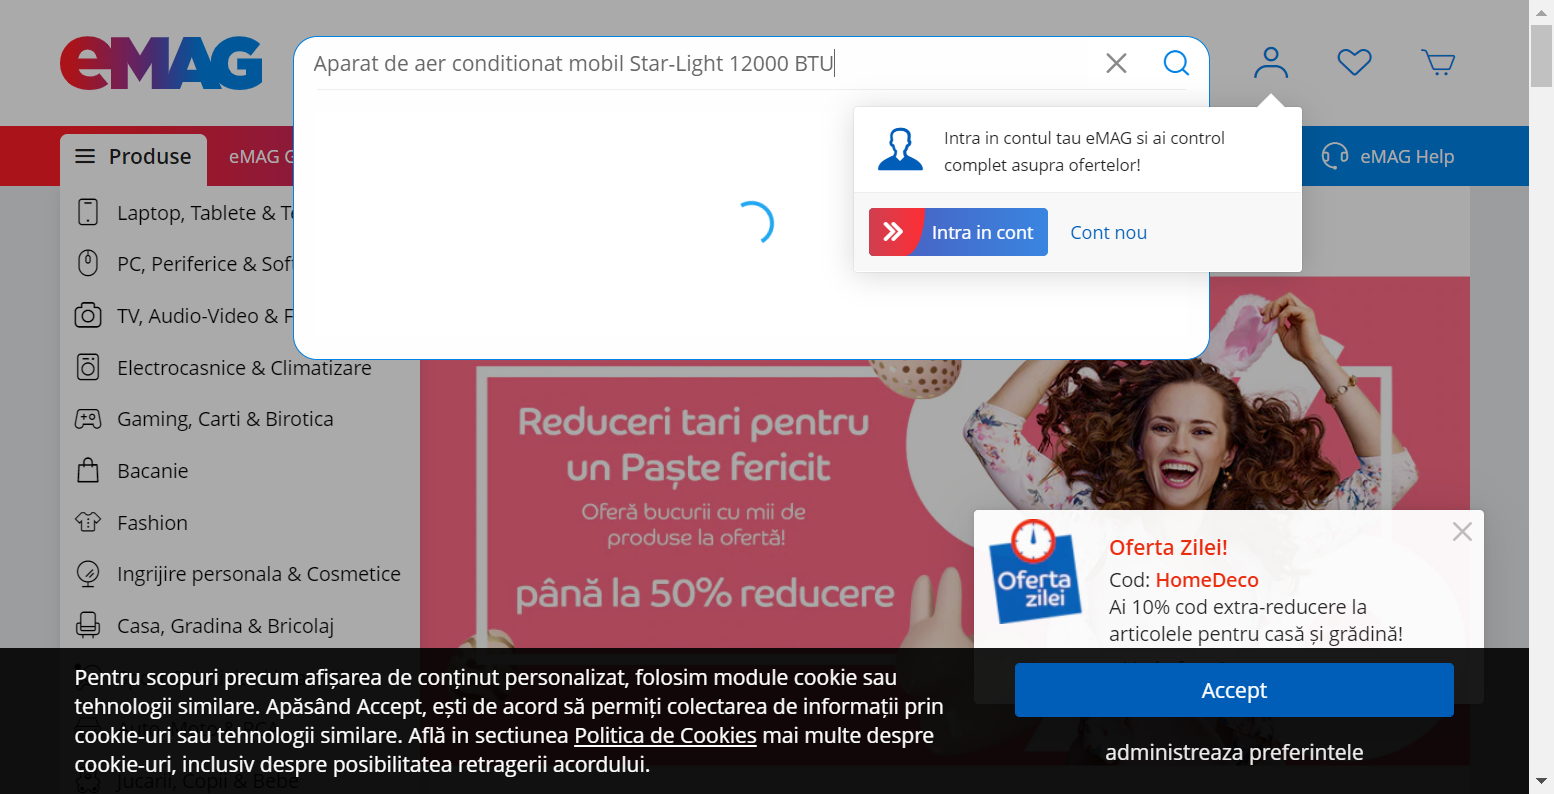 eMAG
Aparat de aer conditionat mobil Star-Light 12000 BTU
Intra in contul tau eMAG si ai control
complet asupra ofertelor!
Intra in cont
Cont nou
Produse
eMAG G
eMAG Help
Laptop, Tablete & Te
PC, Periferice & Soft
TV, Audio-Video & F
Electrocasnice & Climatizare
Gaming, Carti & Birotica
Bacanie
Fashion
Ingrijire personala & Cosmetice
Casa, Gradina & Bricolaj
Reduceri tari pentru
un Paște fericit
Oferă bucurii cu mii de
produse la ofertă!
până la 50% reducere
Oferta
zilei
Oferta Zilei!
Cod: HomeDeco
Ai 10% cod extra-reducere la
articolele pentru casă și grădină!
Pentru scopuri precum afișarea de conținut personalizat, folosim module cookie sau
tehnologii similare. Apăsând Accept, ești de acord să permiți colectarea de informații prin
cookie-uri sau tehnologii similare. Află in sectiunea Politica de Cookies mai multe despre
cookie-uri, inclusiv despre posibilitatea retragerii acordului.
Accept
administreaza preferintele
Jucarii, Copii & Bebe